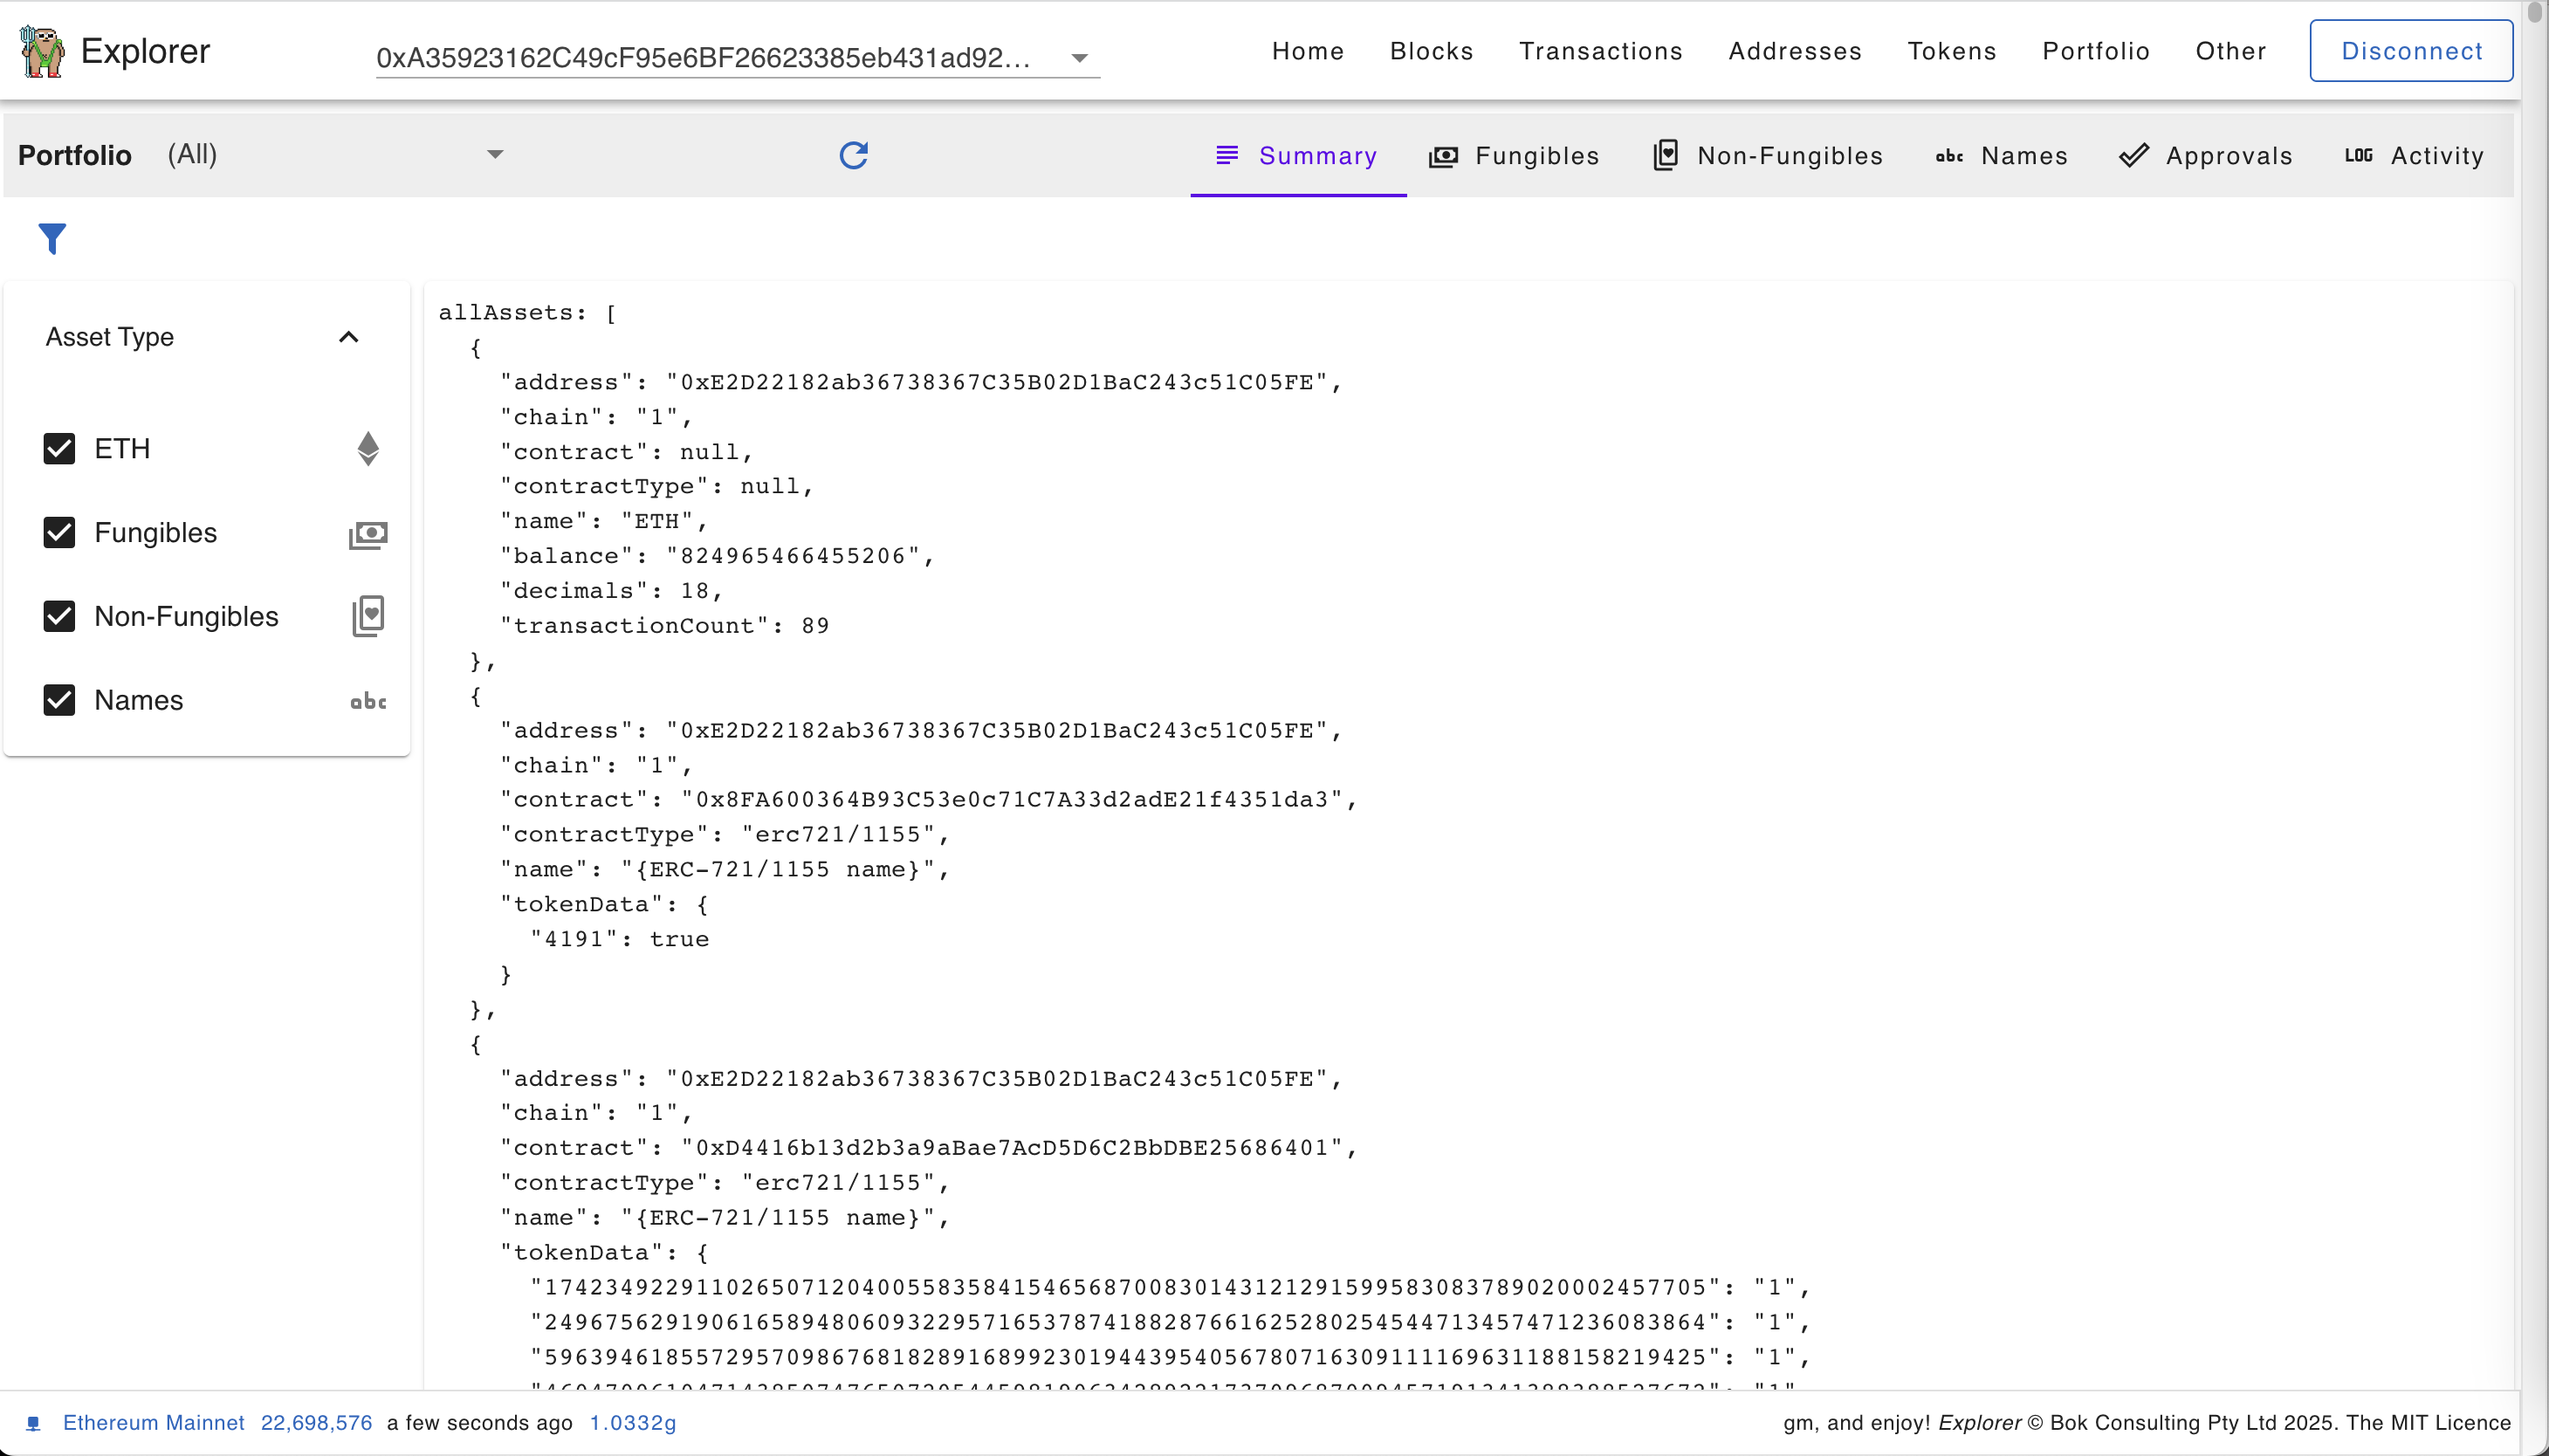 Explorer
0xA35923162C49cF95e6BF26623385eb431ad92...
Home Blocks Transactions Addresses Tokens Portfolio Other Disconnect
Portfolio (All)
Summary Fungibles Non-Fungibles abc Names Approvals LOG Activity
Asset Type
ETH
Fungibles
Non-Fungibles
Names abc
allAssets: [
{
"address": "0xE2D22182ab36738367C35B02D1BaC243c51C05FE",
"chain": "1",
"contract": null,
"contractType": null,
"name": "ETH",
"balance": "824965466455206",
"decimals": 18,
"transactionCount": 89
},
{
"address": "0xE2D22182ab36738367C35B02D1BaC243c51C05FE",
"chain": "1",
"contract": "0x8FA600364B93C53e0c71C7A33d2adE21f4351da3",
"contractType": "erc721/1155",
"name": "{ERC-721/1155 name}",
"tokenData": {
"4191": true
}
},
{
"address": "0xE2D22182ab36738367C35B02D1BaC243c51C05FE",
"chain": "1",
"contract": "0xD4416b13d2b3a9aBae7AcD5D6C2BbDBE25686401",
"contractType": "erc721/1155",
"name": "{ERC-721/1155 name}",
"tokenData": {
"17423492291102650712040055835841546568700830143121291599583083789020002457705": "1",
"24967562919061658948060932295716537874188287661625280254544713457471236083864": "1",
"59639461855729570986768182891689923019443954056780716309111169631188158219425": "1",
Ethereum Mainnet 22,698,576 a few seconds ago 1.0332g
gm, and enjoy! Explorer © Bok Consulting Pty Ltd 2025. The MIT Licence